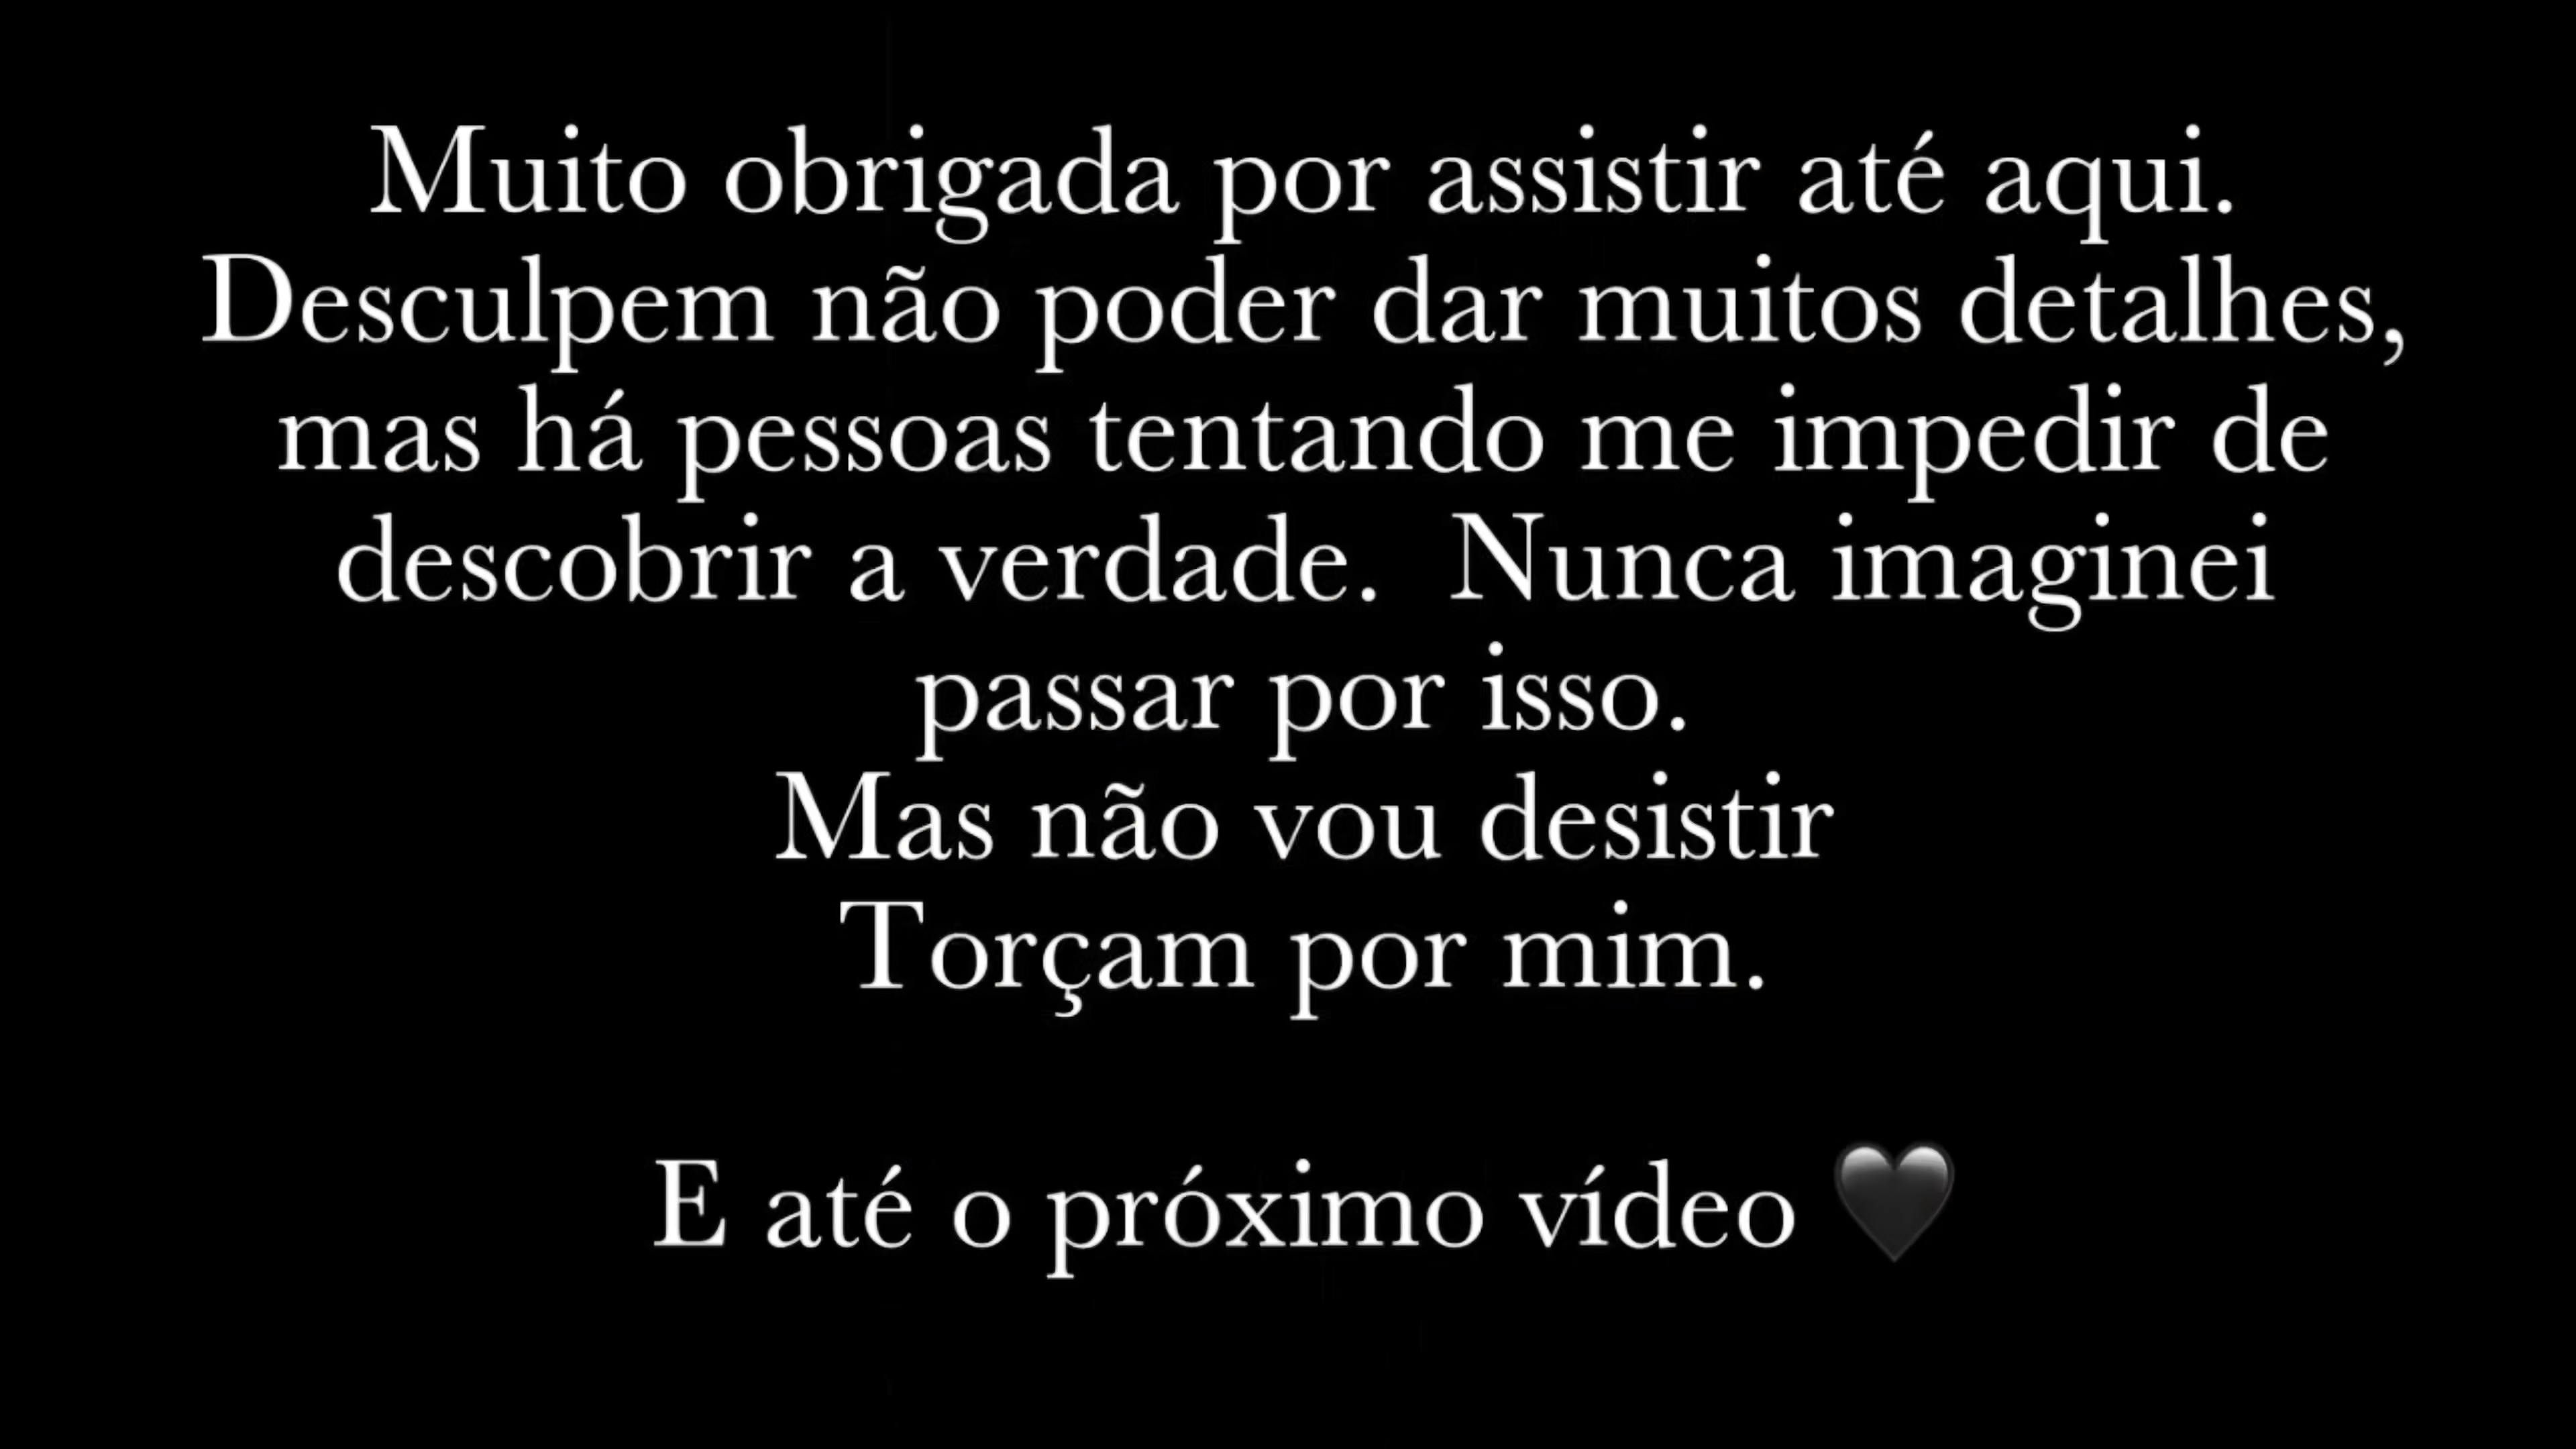 Muito obrigada por assistir até aqui.
Desculpem não poder dar muitos detalhes,
mas há pessoas tentando me impedir de
descobrir a verdade.  Nunca imaginei
passar por isso.
Mas não vou desistir
Torçam por mim.
E até o próximo vídeo 🖤